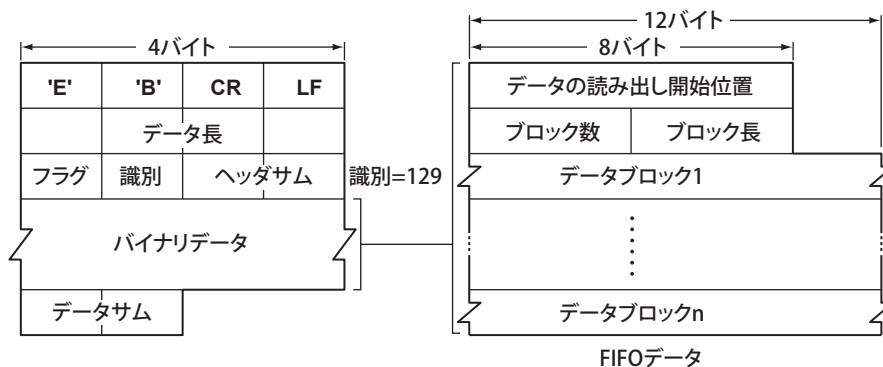 4バイト
'E' 'B' CR LF
データ長
フラグ 識別 ヘッダサム
バイナリデータ
データサム
識別=129
12バイト
8バイト
データの読み出し開始位置
ブロック数 ブロック長
データブロック1
データブロックn
FIFOデータ